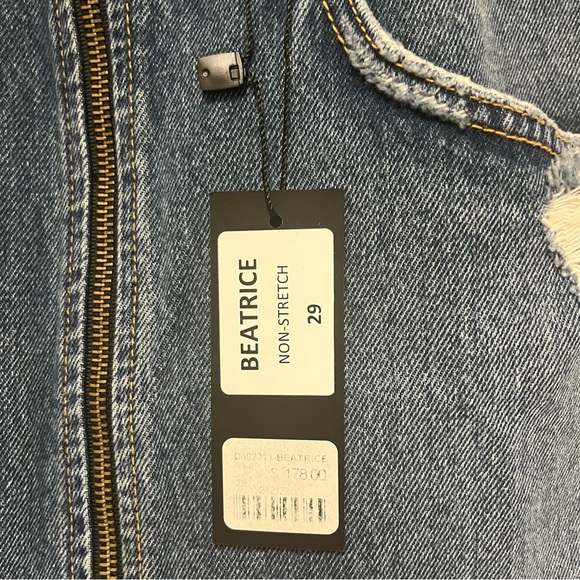 BEATRICE
NON-STRETCH
29
-BEATRICE
178.00